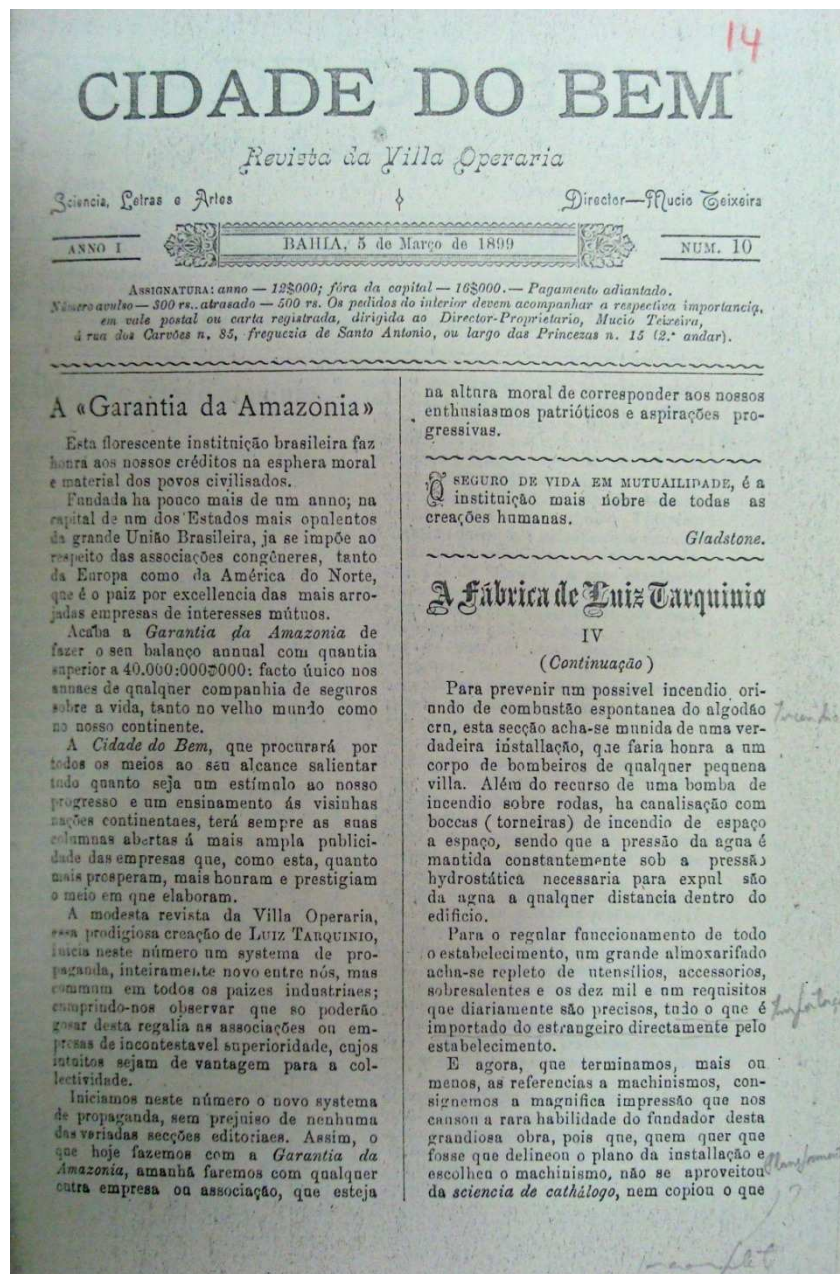 14
CIDADE DO BEM
Revista da Villa Operaria
Sciencia, Letras e Artes
Director—Mucio Teixeira
ANNO I
BAHIA, 5 de Março de 1899
NUM. 10
ASSIGNATURA: anno — 12$000; fóra da capital — 16$000. — Pagamento adiantado.
Número avulso — 300 rs..atrasado — 500 rs. Os pedidos do interior devem acompanhar a respectiva importancia,
em vale postal ou carta registrada, dirigida ao Director-Proprietario, Mucio Teixeira,
á rua dos Carvões n. 85, freguezia de Santo Antonio, ou largo das Princezas n. 15 (2.º andar).
A «Garantia da Amazónia»
Esta florescente instituição brasileira faz
honra aos nossos créditos na esphera moral
e material dos povos civilisados.
Fundada ha pouco mais de um anno; na
capital de um dos Estados mais opulentos
da grande União Brasileira, ja se impõe ao
respeito das associações congêneres, tanto
da Europa como da América do Norte,
que é o paiz por excellencia das mais arro-
jadas empresas de interesses mútuos.
Acaba a Garantia da Amazonia de
fazer o seu balanço annual com quantia
superior a 40.000:000$000: facto único nos
annaes de qualquer companhia de seguros
sobre a vida, tanto no velho mundo como
no nosso continente.
A Cidade do Bem, que procurará por
todos os meios ao seu alcance salientar
tudo quanto seja um estímulo ao nosso
progresso e um ensinamento ás visinhas
nações continentaes, terá sempre as suas
columnas abertas á mais ampla publici-
dade das empresas que, como esta, quanto
mais prosperam, mais honram e prestigiam
o meio em que elaboram.
A modesta revista da Villa Operaria,
essa prodigiosa creação de LUIZ TARQUINIO,
inicia neste número um systema de pro-
paganda, inteiramente novo entre nós, mas
commum em todos os paizes industriaes;
cumprindo-nos observar que so poderão
gosar desta regalia as associações ou em-
presas de incontestavel superioridade, cujos
intuitos sejam de vantagem para a col-
lectividade.
Iniciamos neste número o novo systema
de propaganda, sem prejuiso de nenhuma
das variadas secções editoriaes. Assim, o
que hoje fazemos com a Garantia da
Amazonia, amanhã faremos com qualquer
outra empresa ou associação, que esteja
na altura moral de corresponder aos nossos
enthusiasmos patrióticos e aspirações pro-
gressivas.
O SEGURO DE VIDA EM MUTUAILIDADE, é a
instituição mais nobre de todas as
creações humanas.
Gladstone.
A Fábrica de Luiz Tarquinio
IV
(Continuação)
Para prevenir um possivel incendio ori-
undo de combustão espontanea do algodão
cru, esta secção acha-se munida de uma ver-
dadeira installação, que faria honra a um
corpo de bombeiros de qualquer pequena
villa. Além do recurso de uma bomba de
incendio sobre rodas, ha canalisação com
boccas (torneiras) de incendio de espaço
a espaço, sendo que a pressão da agua é
mantida constantemente sob a pressão
hydrostática necessaria para expul são
da agua a qualquer distancia dentro do
edificio.
Para o regular funccionamento de todo
o estabelecimento, um grande almoxarifado
acha-se repleto de utensílios, accessorios,
sobresalentes e os dez mil e um requisitos
que diariamente são precisos, tudo o que é
importado do estrangeiro directamente pelo
estabelecimento.
E agora, que terminamos, mais ou
menos, as referencias a machinismos, con-
signemos a magnifica impressão que nos
causou a rara habilidade do fundador desta
grandiosa obra, pois que, quem quer que
fosse que delineou o plano da installação e
escolheu o machinismo, não se aproveitou
da sciencia de cathálogo, nem copiou o que